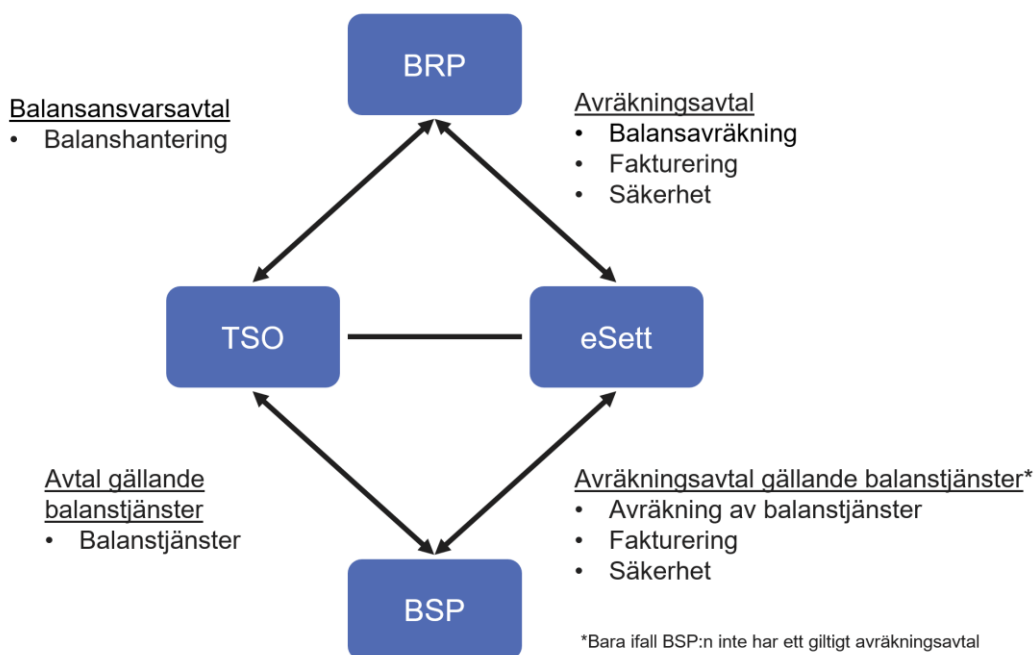 BRP
Balansansvarsavtal
• Balanshantering
Avräkningsavtal
• Balansavräkning
• Fakturering
• Säkerhet
TSO
eSett
Avtal gällande
balanstjänster
• Balanstjänster
Avräkningsavtal gällande balanstjänster*
• Avräkning av balanstjänster
• Fakturering
• Säkerhet
BSP
*Bara ifall BSP:n inte har ett giltigt avräkningsavtal